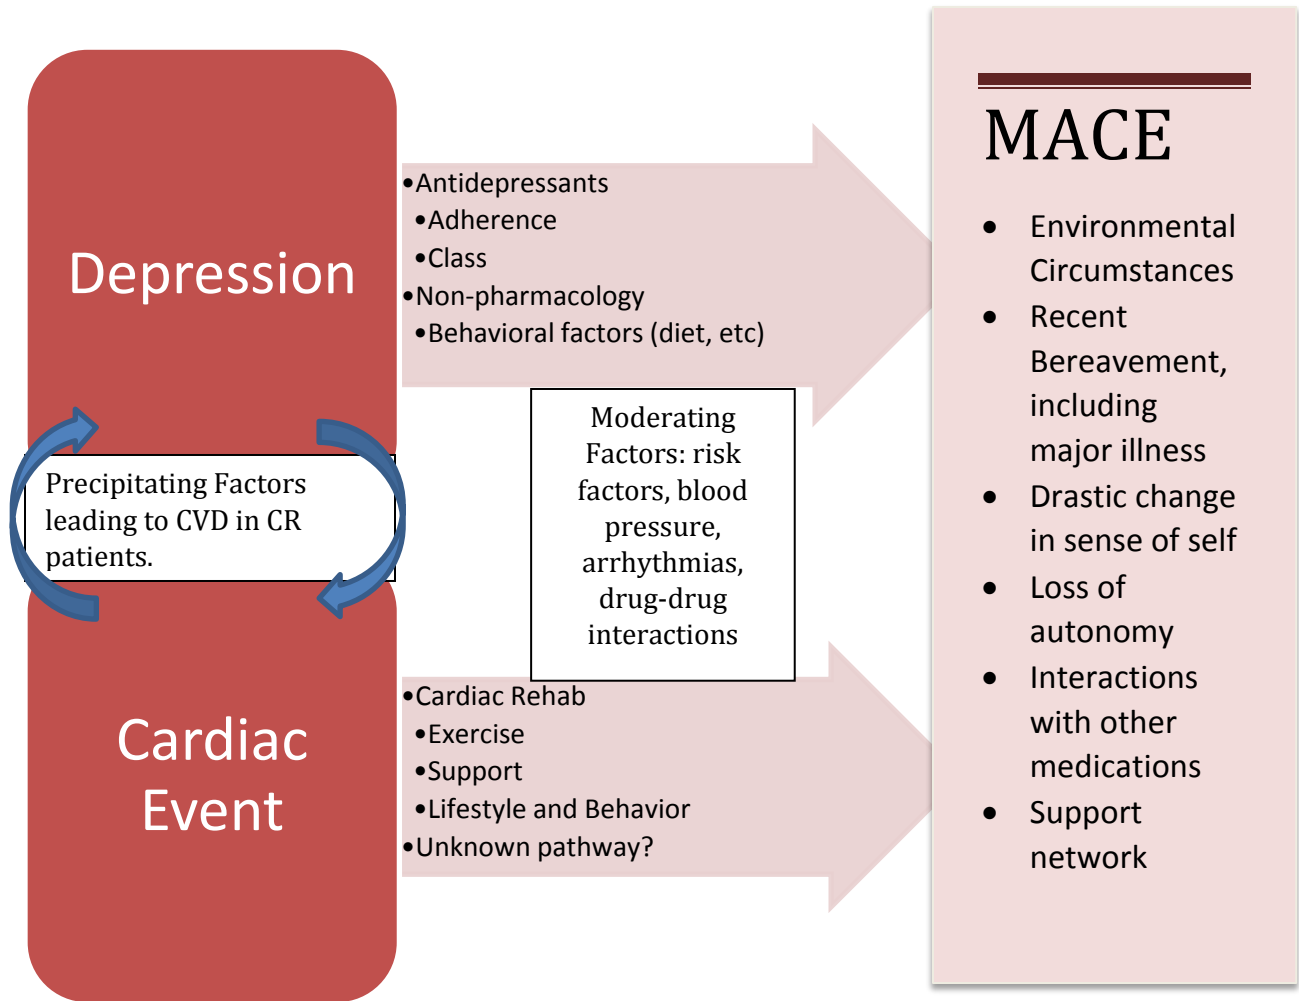 Depression
Precipitating Factors
leading to CVD in CR
patients.
Cardiac
Event
•Antidepressants
•Adherence
•Class
•Non-pharmacology
•Behavioral factors (diet, etc)
Moderating
Factors: risk
factors, blood
pressure,
arrhythmias,
drug-drug
interactions
•Cardiac Rehab
•Exercise
•Support
•Lifestyle and Behavior
•Unknown pathway?
MACE
• Environmental
Circumstances
• Recent
Bereavement,
including
major illness
• Drastic change
in sense of self
• Loss of
autonomy
• Interactions
with other
medications
• Support
network